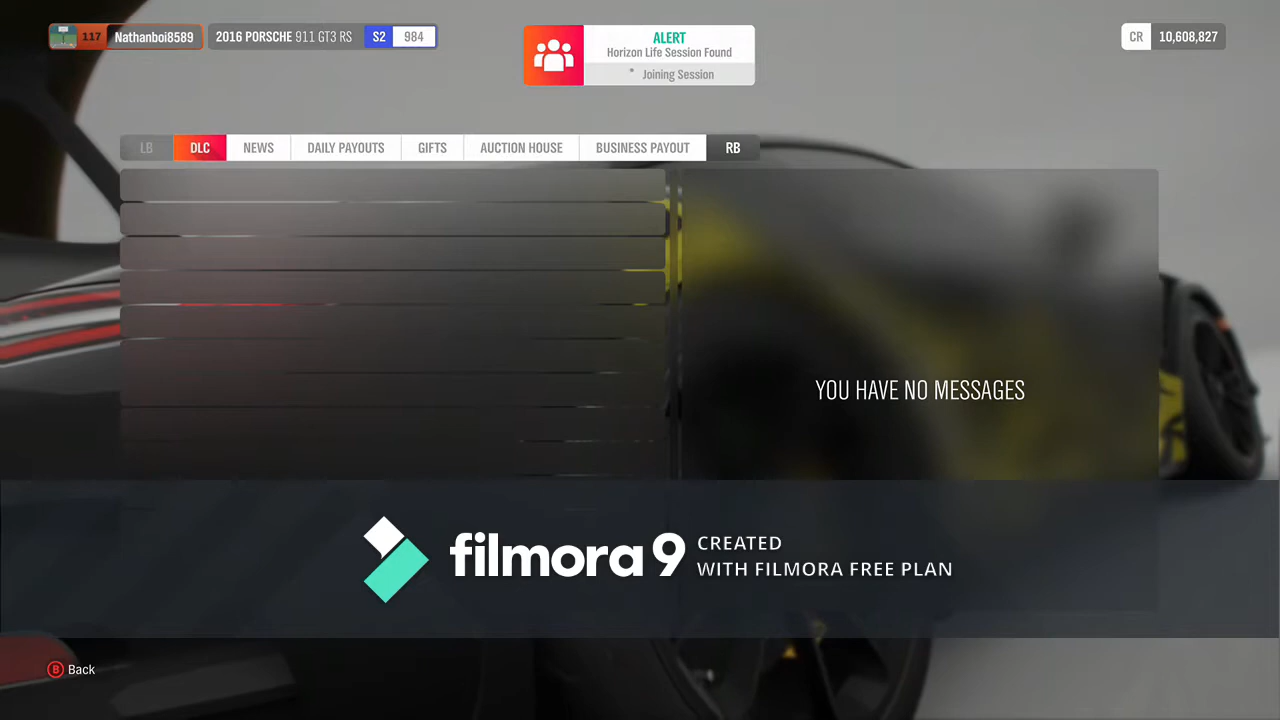 117 Nathanboi8589 2016 PORSCHE 911 GT3 RS S2 984
ALERT
Horizon Life Session Found
Joining Session
CR 10,608,827
LB DLC NEWS DAILY PAYOUTS GIFTS AUCTION HOUSE BUSINESS PAYOUT RB
YOU HAVE NO MESSAGES
filmora 9
CREATED
WITH FILMORA FREE PLAN
B Back